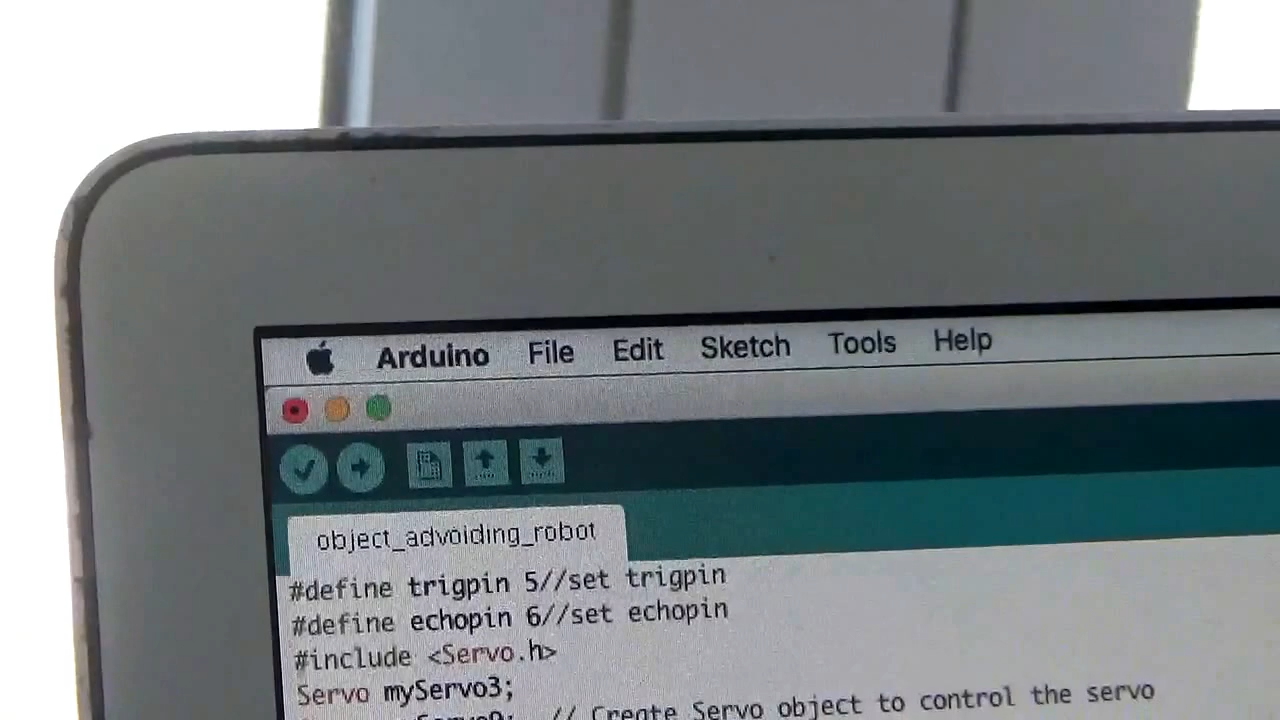 Arduino File Edit Sketch Tools Help
object_advoiding_robot
#define trigpin 5//set trigpin
#define echopin 6//set echopin
#include <Servo.h>
Servo myServo3;
// Create Servo object to control the servo